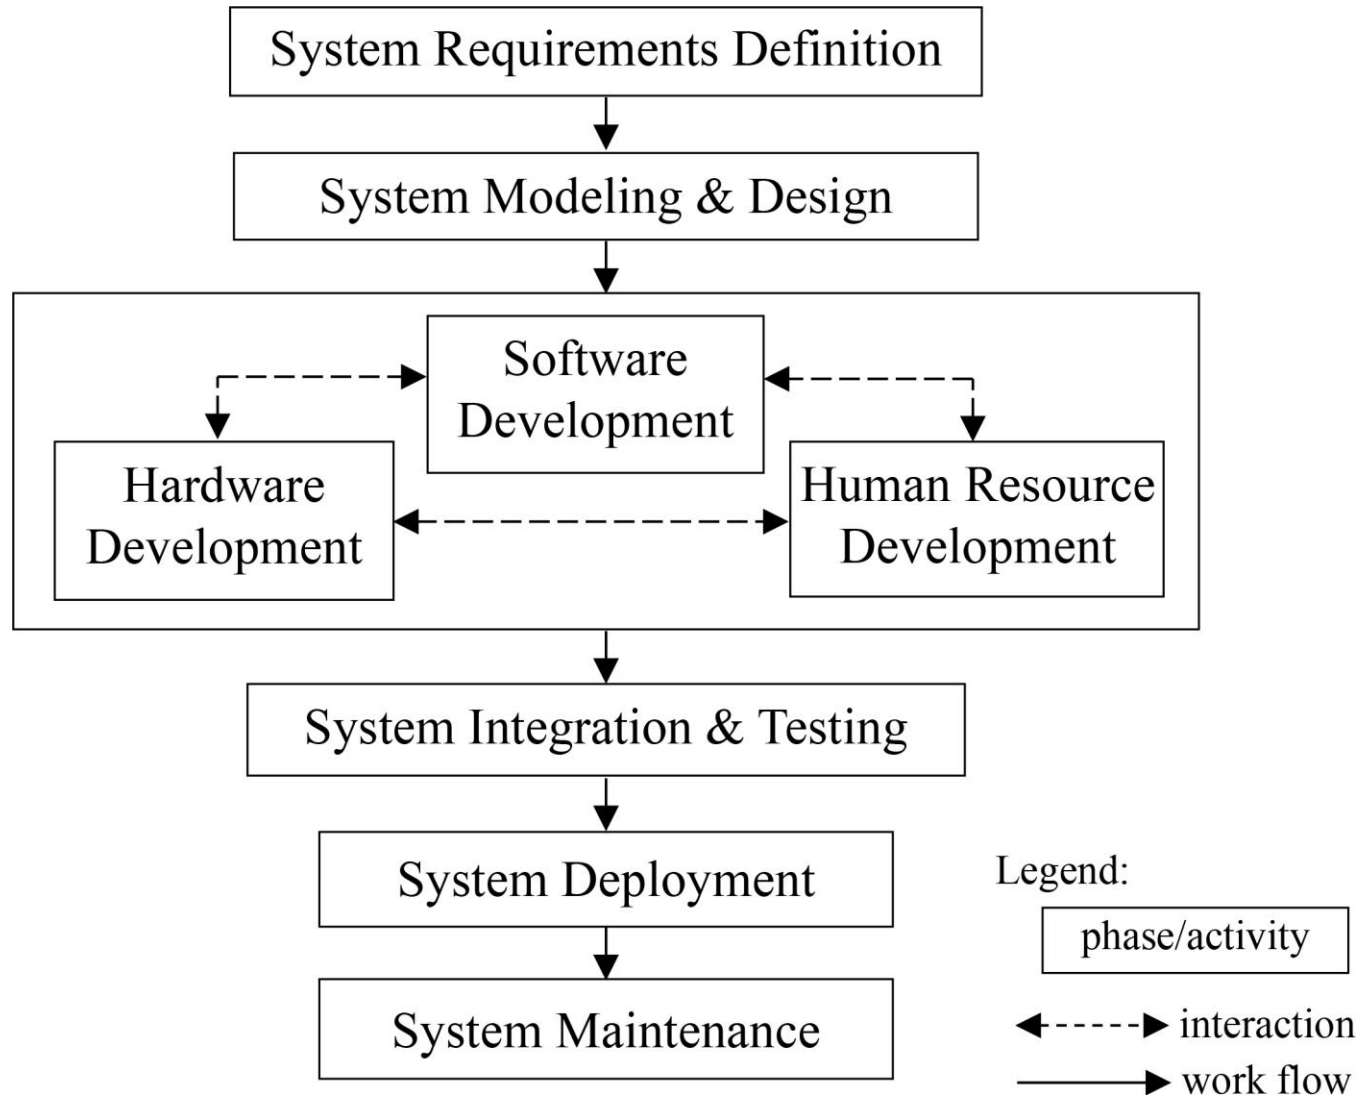 System Requirements Definition
System Modeling & Design
Software
Development
Hardware
Development
Human Resource
Development
System Integration & Testing
System Deployment
System Maintenance
Legend:
phase/activity
interaction
work flow